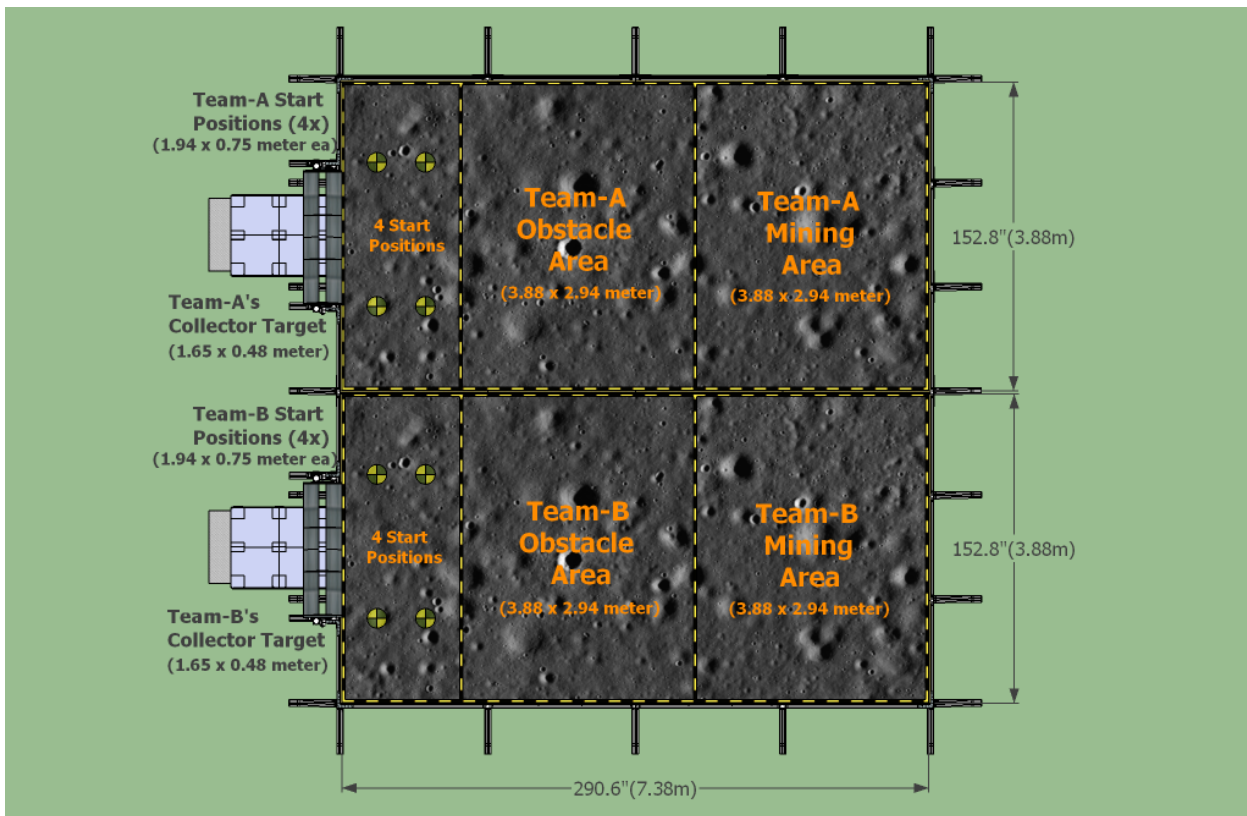 Team-A Start
Positions (4x)
(1.94 x 0.75 meter ea)
4 Start
Positions
Team-A
Obstacle
Area
(3.88 x 2.94 meter)
Team-A
Mining
Area
(3.88 x 2.94 meter)
152.8"(3.88m)
Team-A's
Collector Target
(1.65 x 0.48 meter)
Team-B Start
Positions (4x)
(1.94 x 0.75 meter ea)
4 Start
Positions
Team-B
Obstacle
Area
(3.88 x 2.94 meter)
Team-B
Mining
Area
(3.88 x 2.94 meter)
152.8"(3.88m)
Team-B's
Collector Target
(1.65 x 0.48 meter)
290.6"(7.38m)